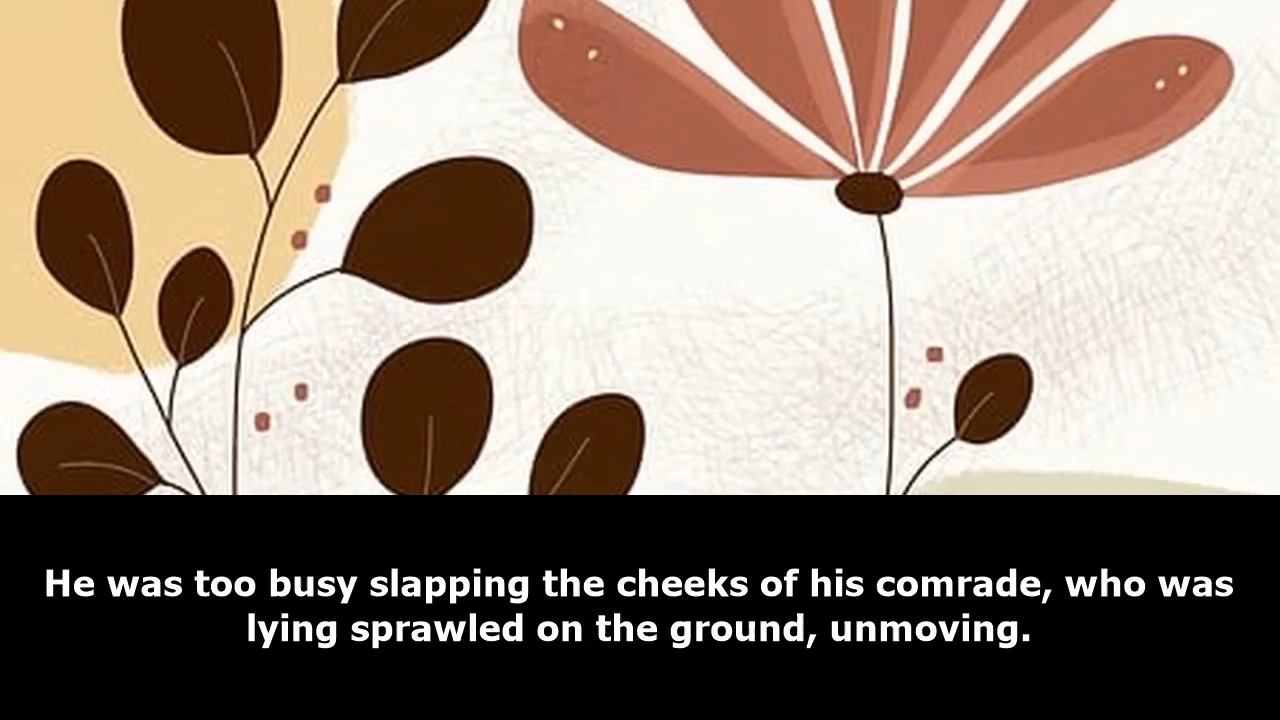 He was too busy slapping the cheeks of his comrade, who was
lying sprawled on the ground, unmoving.